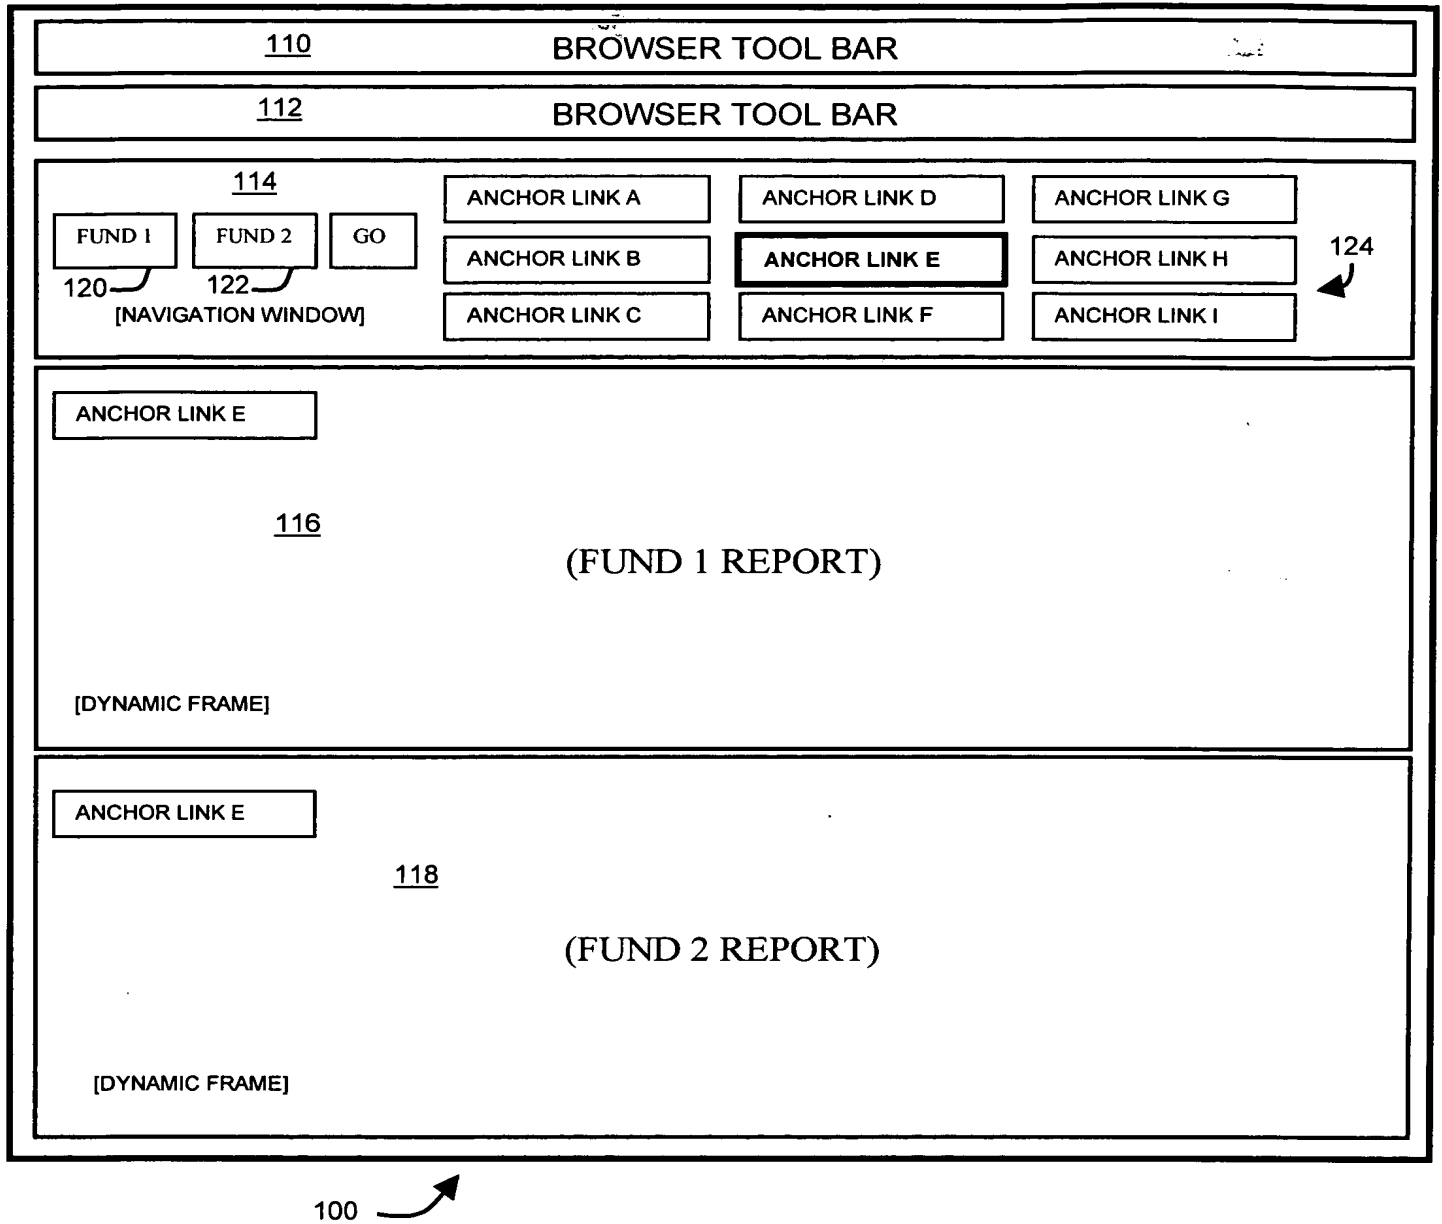 110 BROWSER TOOL BAR
112 BROWSER TOOL BAR
114
FUND 1 FUND 2 GO
120 122
[NAVIGATION WINDOW]
ANCHOR LINK A ANCHOR LINK D ANCHOR LINK G
ANCHOR LINK B ANCHOR LINK E ANCHOR LINK H
ANCHOR LINK C ANCHOR LINK F ANCHOR LINK I
124
ANCHOR LINK E
116
(FUND 1 REPORT)
[DYNAMIC FRAME]
ANCHOR LINK E
118
(FUND 2 REPORT)
[DYNAMIC FRAME]
100